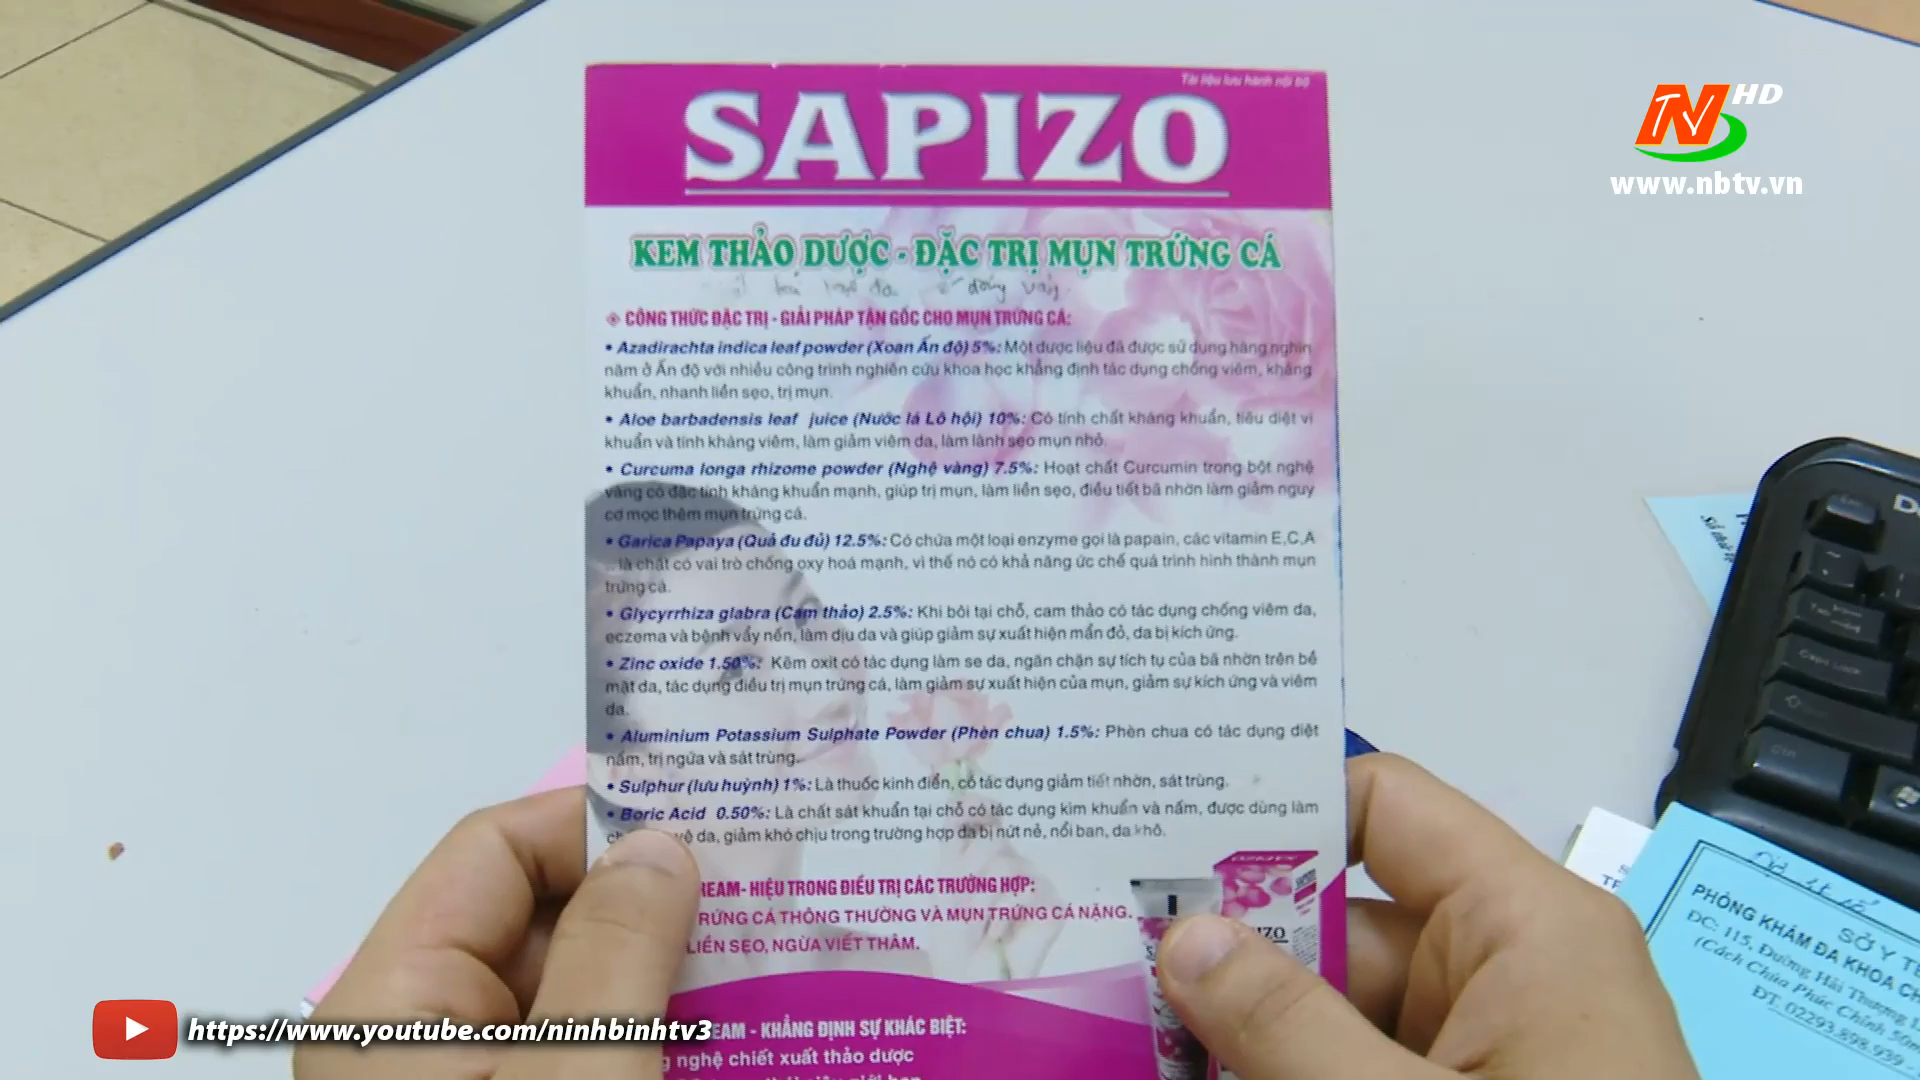 Tài liệu lưu hành nội bộ
SAPIZO
KEM THẢO DƯỢC - ĐẶC TRỊ MỤN TRỨNG CÁ
CÔNG THỨC ĐẶC TRỊ - GIẢI PHÁP TẬN GỐC CHO MỤN TRỨNG CÁ:
• Azadirachta indica leaf powder (Xoan Ấn độ) 5%: Một dược liệu đã được sử dụng hàng nghìn
năm ở Ấn độ với nhiều công trình nghiên cứu khoa học khẳng định tác dụng chống viêm, kháng
khuẩn, nhanh liền sẹo, trị mụn.
• Aloe barbadensis leaf juice (Nước lá Lô hội) 10%: Có tính chất kháng khuẩn, tiêu diệt vi
khuẩn và tính kháng viêm, làm giảm viêm da, làm lành sẹo mụn nhỏ.
• Curcuma longa rhizome powder (Nghệ vàng) 7.5%: Hoạt chất Curcumin trong bột nghệ
vàng có đặc tính kháng khuẩn mạnh, giúp trị mụn, làm liền sẹo, điều tiết bã nhờn làm giảm nguy
cơ mọc thêm mụn trứng cá.
• Garica Papaya (Quả đu đủ) 12.5%: Có chứa một loại enzyme gọi là papain, các vitamin E,C,A
... là chất có vai trò chống oxy hoá mạnh, vì thế nó có khả năng ức chế quá trình hình thành mụn
trứng cá.
• Glycyrrhiza glabra (Cam thảo) 2.5%: Khi bôi tại chỗ, cam thảo có tác dụng chống viêm da,
eczema và bệnh vẩy nến, làm dịu da và giúp giảm sự xuất hiện mẩn đỏ, da bị kích ứng.
• Zinc oxide 1.50%: Kẽm oxit có tác dụng làm se da, ngăn chặn sự tích tụ của bã nhờn trên bề
mặt da, tác dụng điều trị mụn trứng cá, làm giảm sự xuất hiện của mụn, giảm sự kích ứng và viêm
da.
• Aluminium Potassium Sulphate Powder (Phèn chua) 1.5%: Phèn chua có tác dụng diệt
nấm, trị ngứa và sát trùng.
• Sulphur (lưu huỳnh) 1%: Là thuốc kinh điển, có tác dụng giảm tiết nhờn, sát trùng.
• Boric Acid 0.50%: Là chất sát khuẩn tại chỗ có tác dụng kìm khuẩn và nấm, được dùng làm
vệ da, giảm khó chịu trong trường hợp da bị nứt nẻ, nổi ban, da khô.
REAM- HIỆU TRONG ĐIỀU TRỊ CÁC TRƯỜNG HỢP:
RỨNG CÁ THÔNG THƯỜNG VÀ MỤN TRỨNG CÁ NẶNG.
LIỀN SẸO, NGỪA VIẾT THÂM.
EAM - KHẲNG ĐỊNH SỰ KHÁC BIỆT:
g nghệ chiết xuất thảo dược
NTV HD
www.nbtv.vn
https://www.youtube.com/ninhbinhtv3
Caps Lock
Ctrl
SỞ Y TẾ
PHÒNG KHÁM ĐA KHOA
ĐC: 115, Đường Hải Thượng
(Cách Chùa Phúc Chỉnh 50m
ĐT. 02293.898.939